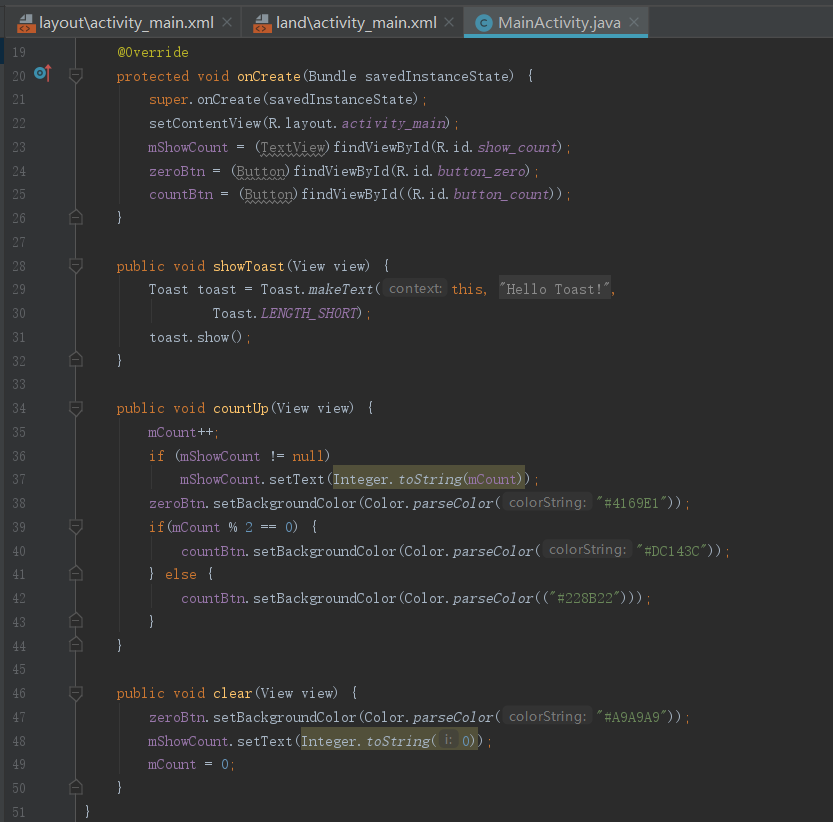 layout\activity_main.xml land\activity_main.xml MainActivity.java
19 @Override
20 protected void onCreate(Bundle savedInstanceState) {
21 super.onCreate(savedInstanceState);
22 setContentView(R.layout.activity_main);
23 mShowCount = (TextView)findViewById(R.id.show_count);
24 zeroBtn = (Button)findViewById(R.id.button_zero);
25 countBtn = (Button)findViewById((R.id.button_count));
26 }
27
28 public void showToast(View view) {
29 Toast toast = Toast.makeText( context: this, "Hello Toast!",
30 Toast.LENGTH_SHORT);
31 toast.show();
32 }
33
34 public void countUp(View view) {
35 mCount++;
36 if (mShowCount != null)
37 mShowCount.setText(Integer.toString(mCount));
38 zeroBtn.setBackgroundColor(Color.parseColor( colorString: "#4169E1"));
39 if(mCount % 2 == 0) {
40 countBtn.setBackgroundColor(Color.parseColor( colorString: "#DC143C"));
41 } else {
42 countBtn.setBackgroundColor(Color.parseColor(("#228B22")));
43 }
44 }
45
46 public void clear(View view) {
47 zeroBtn.setBackgroundColor(Color.parseColor( colorString: "#A9A9A9"));
48 mShowCount.setText(Integer.toString( i: 0));
49 mCount = 0;
50 }
51 }